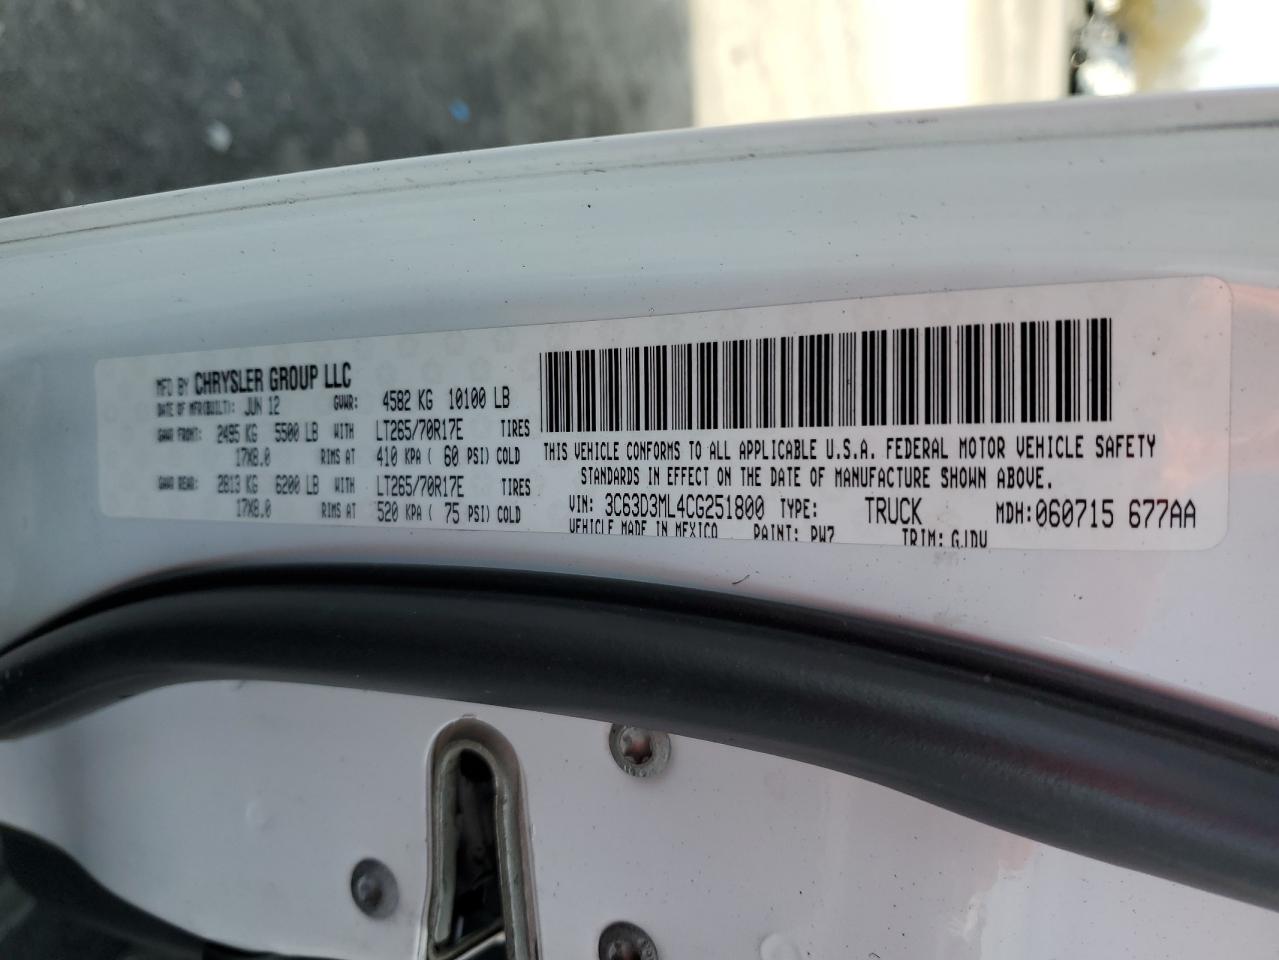 MFD BY CHRYSLER GROUP LLC
DATE OF MFR(BUILT): JUN 12 GVWR: 4582 KG 10100 LB
GAWR FRONT: 2495 KG 5500 LB WITH LT265/70R17E TIRES
17X8.0 RIMS AT 410 KPA ( 60 PSI) COLD
GAWR REAR: 2813 KG 6200 LB WITH LT265/70R17E TIRES
17X8.0 RIMS AT 520 KPA ( 75 PSI) COLD
THIS VEHICLE CONFORMS TO ALL APPLICABLE U.S.A. FEDERAL MOTOR VEHICLE SAFETY
STANDARDS IN EFFECT ON THE DATE OF MANUFACTURE SHOWN ABOVE.
VIN: 3C63D3ML4CG251800 TYPE: TRUCK MDH:060715 677AA
VEHICLE MADE IN MEXICO PAINT: PW7 TRIM: GJDV